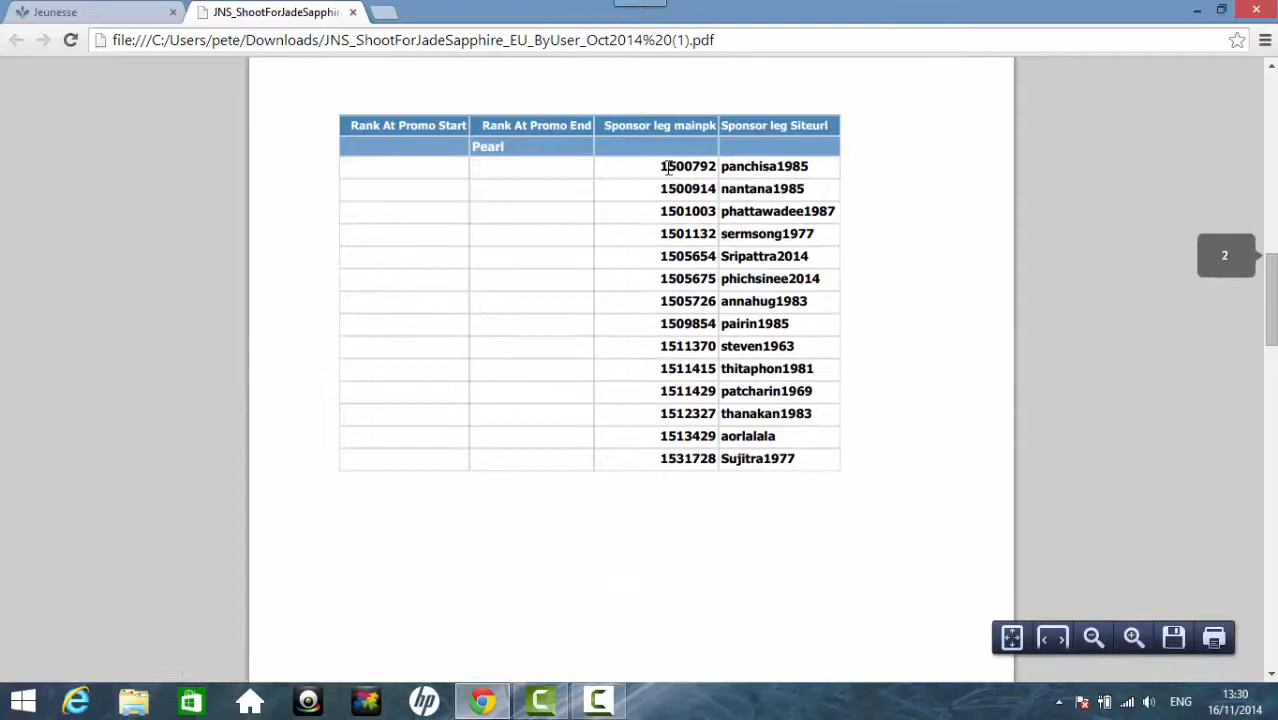 Jeunesse
JNS_ShootForJadeSapphir
file:///C:/Users/pete/Downloads/JNS_ShootForJadeSapphire_EU_ByUser_Oct2014%20(1).pdf
Rank At Promo Start Rank At Promo End Sponsor leg mainpk Sponsor leg Siteurl
Pearl
1500792 panchisa1985
1500914 nantana1985
1501003 phattawadee1987
1501132 sermsong1977
1505654 Sripattra2014
1505675 phichsinee2014
1505726 annahug1983
1509854 pairin1985
1511370 steven1963
1511415 thitaphon1981
1511429 patcharin1969
1512327 thanakan1983
1513429 aorlalala
1531728 Sujitra1977
2
hp
ENG
13:30
16/11/2014